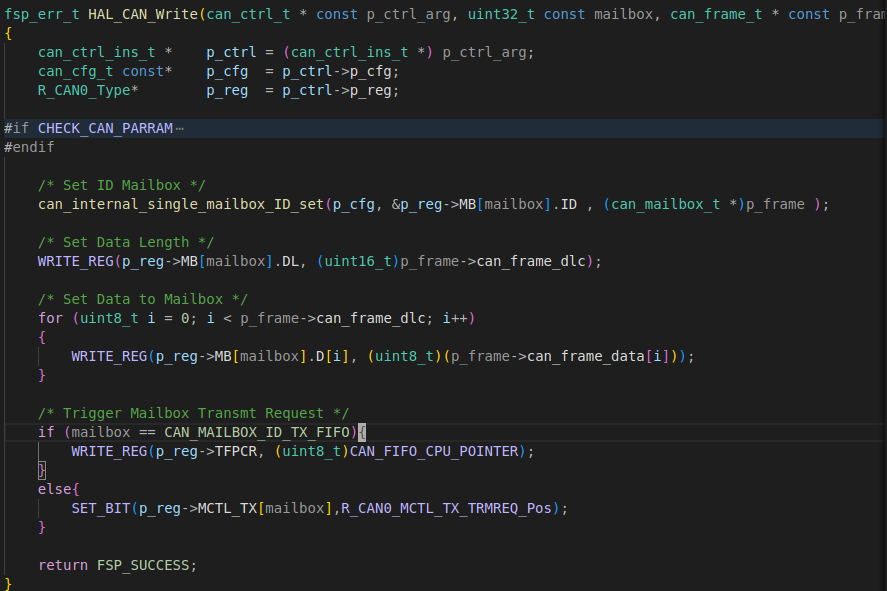 fsp_err_t HAL_CAN_Write(can_ctrl_t * const p_ctrl_arg, uint32_t const mailbox, can_frame_t * const p_fram
{
    can_ctrl_ins_t *    p_ctrl = (can_ctrl_ins_t *) p_ctrl_arg;
    can_cfg_t const*    p_cfg  = p_ctrl->p_cfg;
    R_CAN0_Type*        p_reg  = p_ctrl->p_reg;

#if CHECK_CAN_PARRAM ⋯
#endif

    /* Set ID Mailbox */
    can_internal_single_mailbox_ID_set(p_cfg, &p_reg->MB[mailbox].ID , (can_mailbox_t *)p_frame );

    /* Set Data Length */
    WRITE_REG(p_reg->MB[mailbox].DL, (uint16_t)p_frame->can_frame_dlc);

    /* Set Data to Mailbox */
    for (uint8_t i = 0; i < p_frame->can_frame_dlc; i++)
    {
        WRITE_REG(p_reg->MB[mailbox].D[i], (uint8_t)(p_frame->can_frame_data[i]));
    }

    /* Trigger Mailbox Transmt Request */
    if (mailbox == CAN_MAILBOX_ID_TX_FIFO){
        WRITE_REG(p_reg->TFPCR, (uint8_t)CAN_FIFO_CPU_POINTER);
    }
    else{
        SET_BIT(p_reg->MCTL_TX[mailbox],R_CAN0_MCTL_TX_TRMREQ_Pos);
    }

    return FSP_SUCCESS;
}